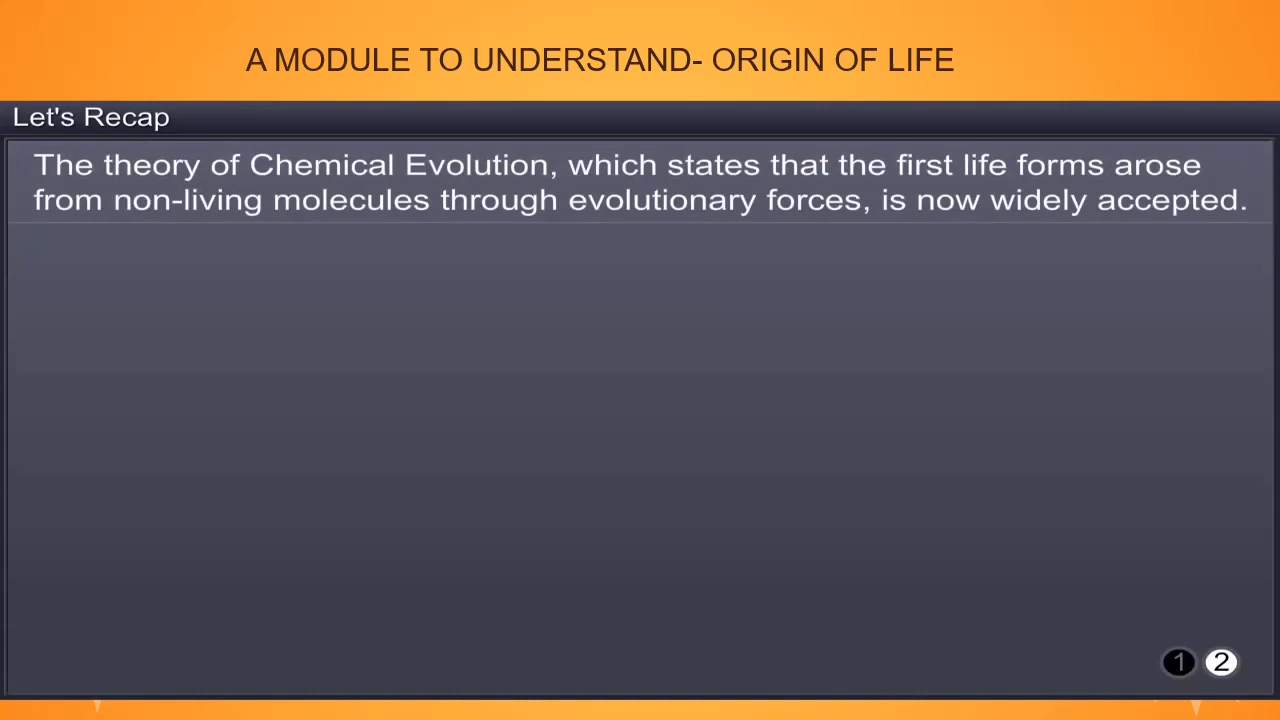 A MODULE TO UNDERSTAND- ORIGIN OF LIFE
Let's Recap
The theory of Chemical Evolution, which states that the first life forms arose
from non-living molecules through evolutionary forces, is now widely accepted.
1 2